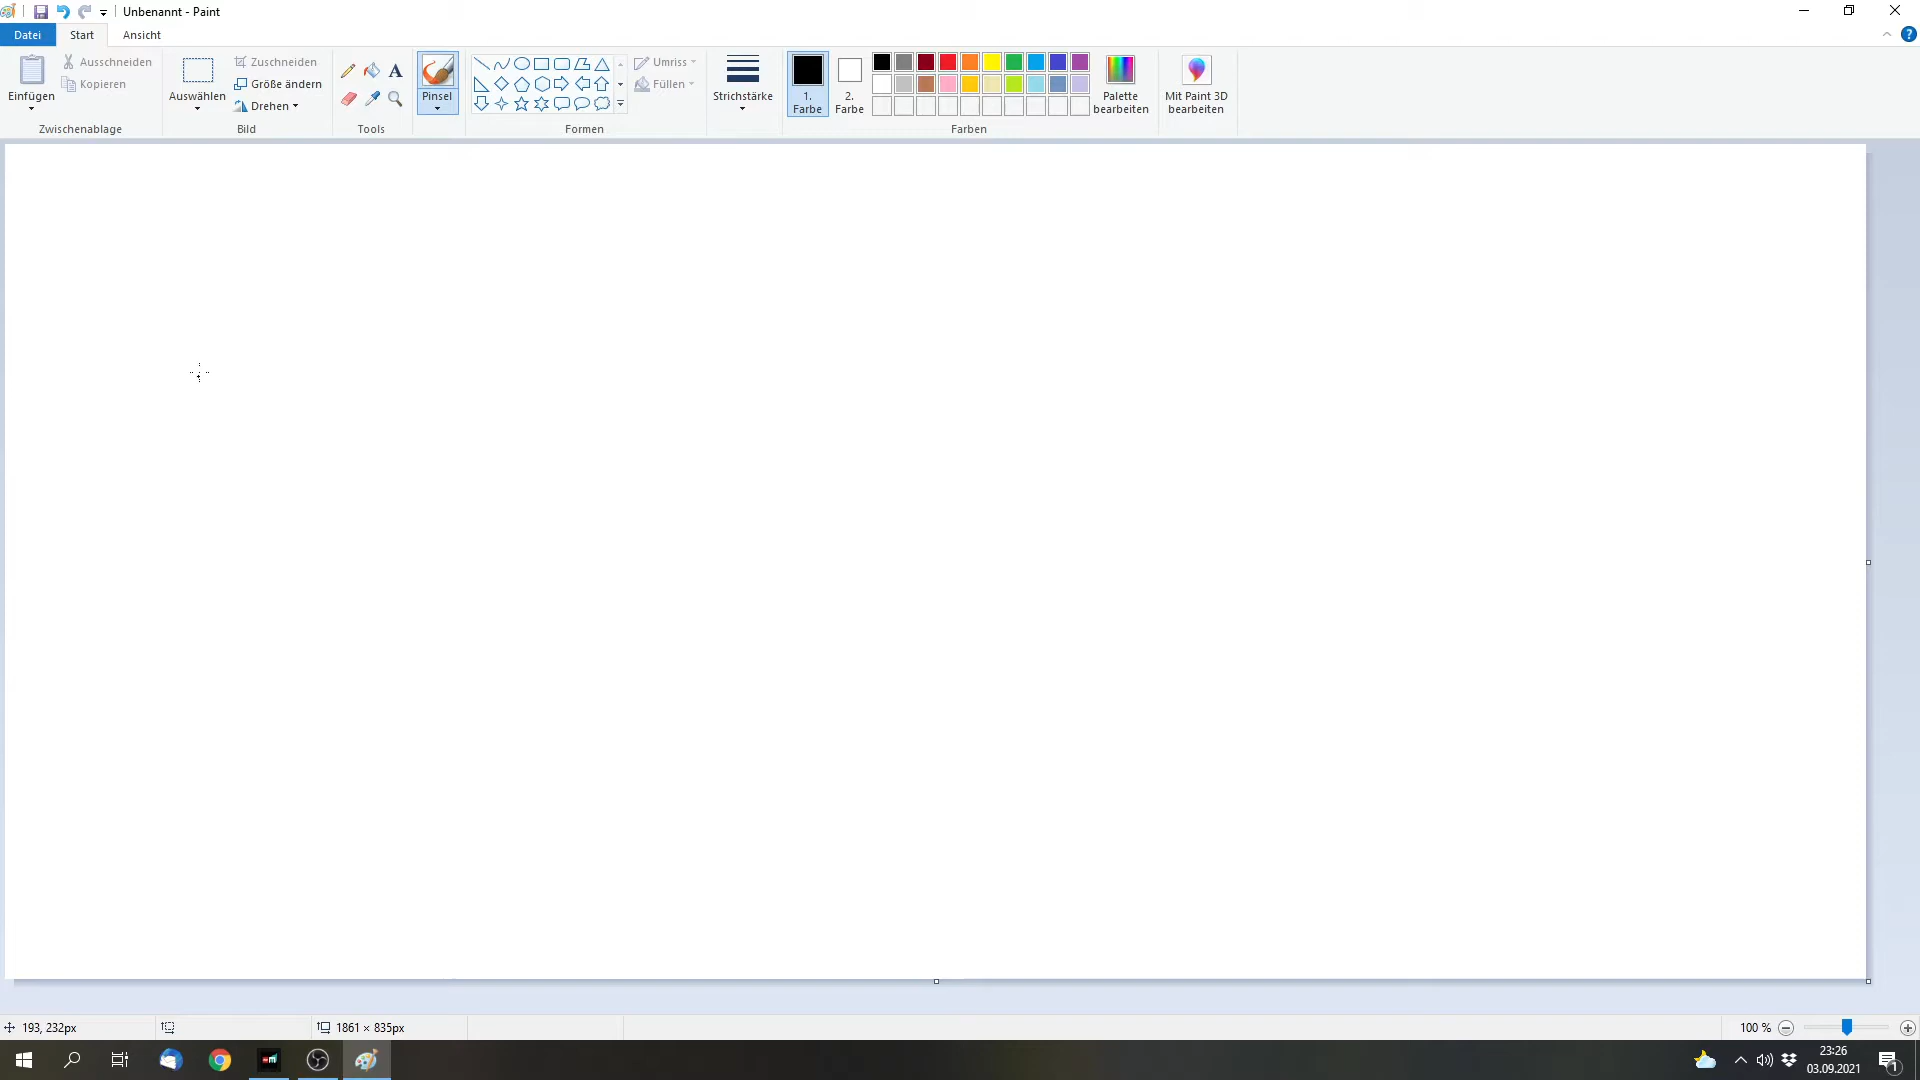 Unbenannt - Paint
Datei Start Ansicht
Einfügen Ausschneiden Kopieren
Zwischenablage
Auswählen Zuschneiden Größe ändern Drehen
Bild
A
Tools
Pinsel
Umriss Füllen
Formen
Strichstärke
1. Farbe
2. Farbe
Palette bearbeiten
Farben
Mit Paint 3D bearbeiten
193, 232px
1861 × 835px
100 %
23:26
03.09.2021
1